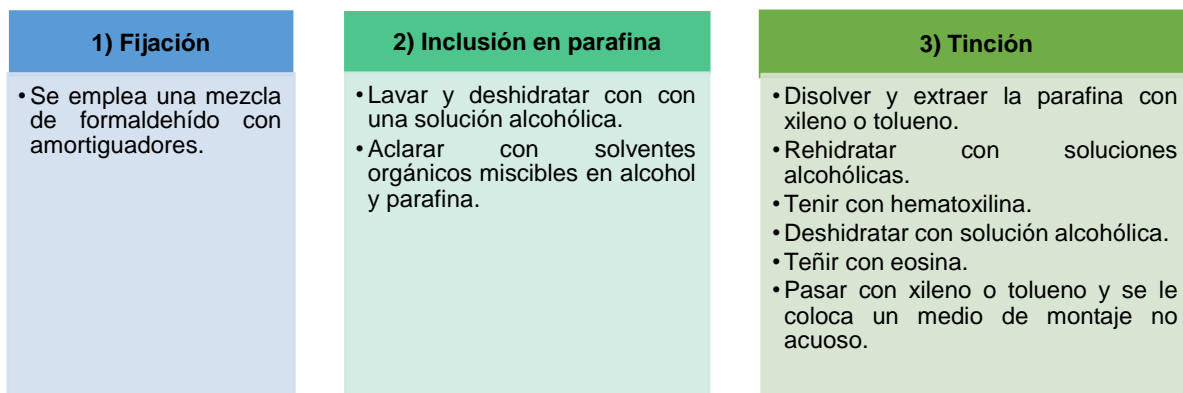 1) Fijación
• Se emplea una mezcla
de formaldehído con
amortiguadores.
2) Inclusión en parafina
• Lavar y deshidratar con con
una solución alcohólica.
• Aclarar con solventes
orgánicos miscibles en alcohol
y parafina.
3) Tinción
• Disolver y extraer la parafina con
xileno o tolueno.
• Rehidratar con soluciones
alcohólicas.
• Tenir con hematoxilina.
• Deshidratar con solución alcohólica.
• Teñir con eosina.
• Pasar con xileno o tolueno y se le
coloca un medio de montaje no
acuoso.